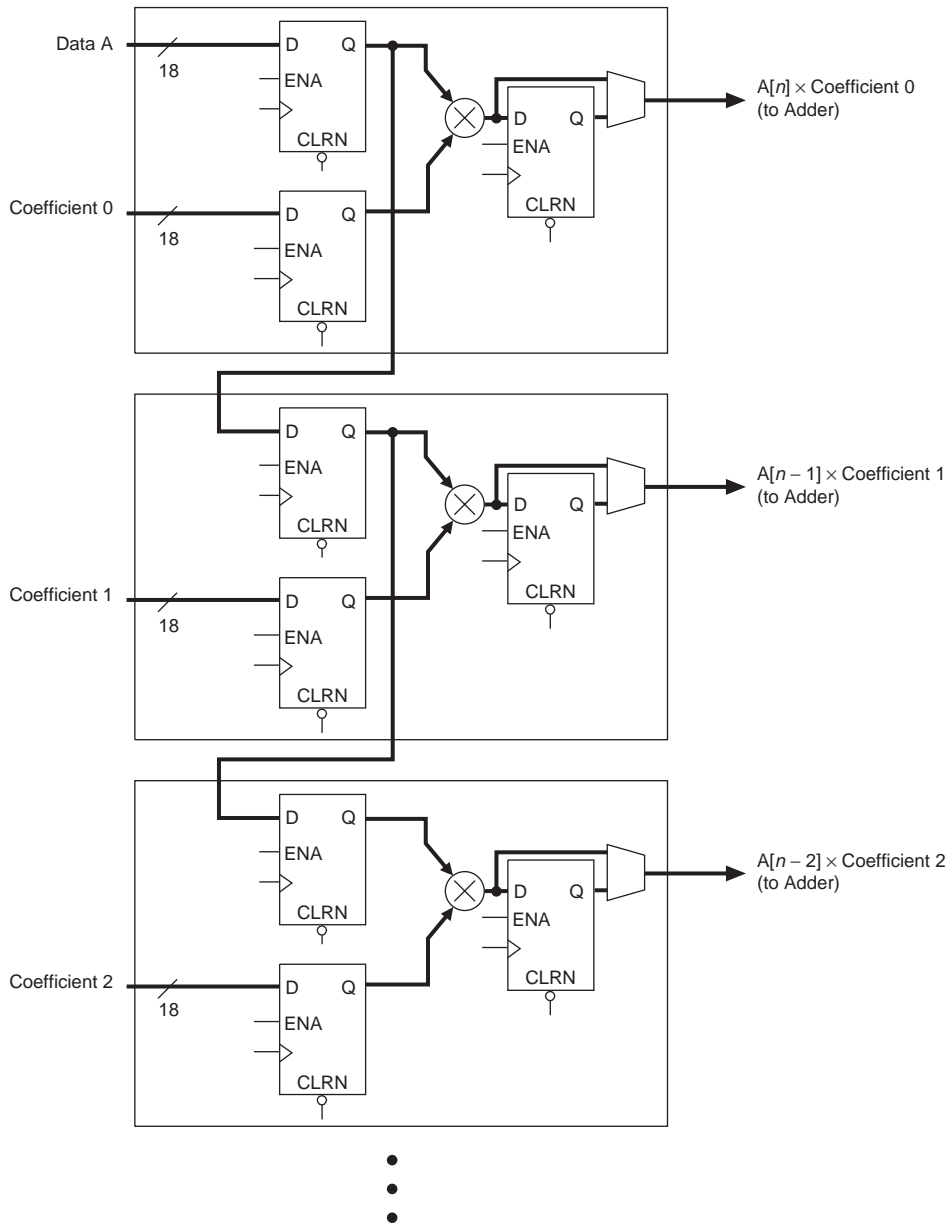 Data A
18
D Q
ENA
CLRN
Coefficient 0
18
D Q
ENA
CLRN
D Q
ENA
CLRN
A[n] × Coefficient 0
(to Adder)
D Q
ENA
CLRN
Coefficient 1
18
D Q
ENA
CLRN
D Q
ENA
CLRN
A[n – 1] × Coefficient 1
(to Adder)
D Q
ENA
CLRN
Coefficient 2
18
D Q
ENA
CLRN
D Q
ENA
CLRN
A[n – 2] × Coefficient 2
(to Adder)